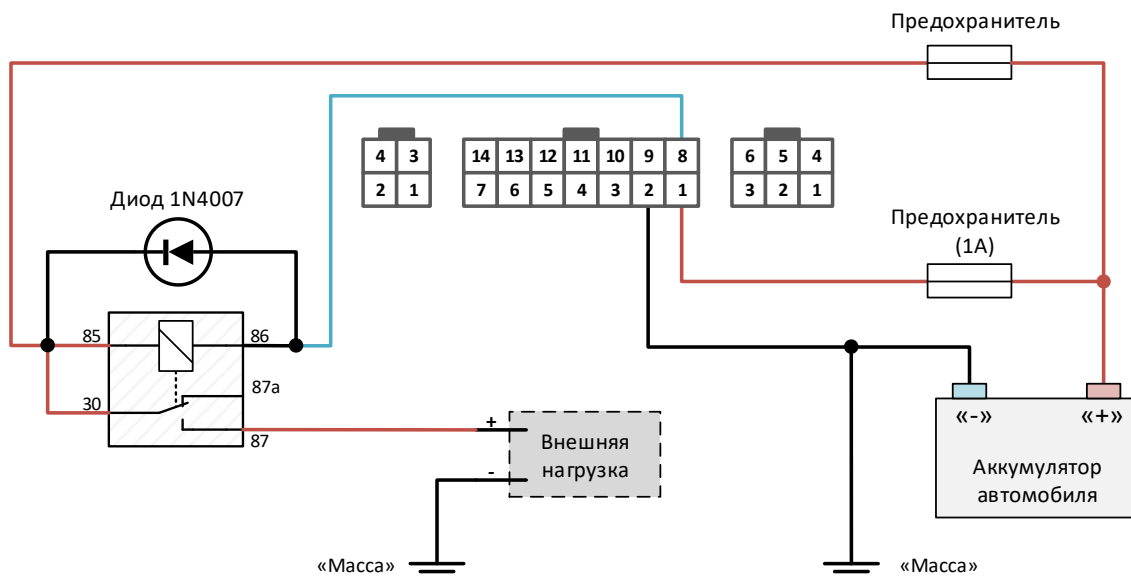 Предохранитель
4 3
14 13 12 11 10 9 8
6 5 4
2 1
7 6 5 4 3 2 1
3 2 1
Диод 1N4007
Предохранитель
(1А)
85
86
87a
30
87
+
-
Внешняя
нагрузка
«-»
«+»
Аккумулятор
автомобиля
«Масса»
«Масса»